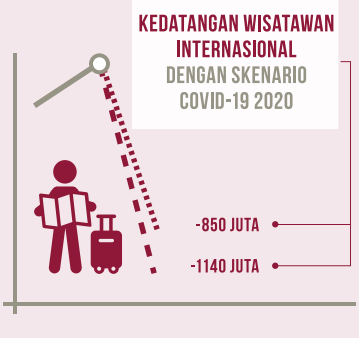 KEDATANGAN WISATAWAN
INTERNASIONAL
DENGAN SKENARIO
COVID-19 2020
-850 JUTA
-1140 JUTA